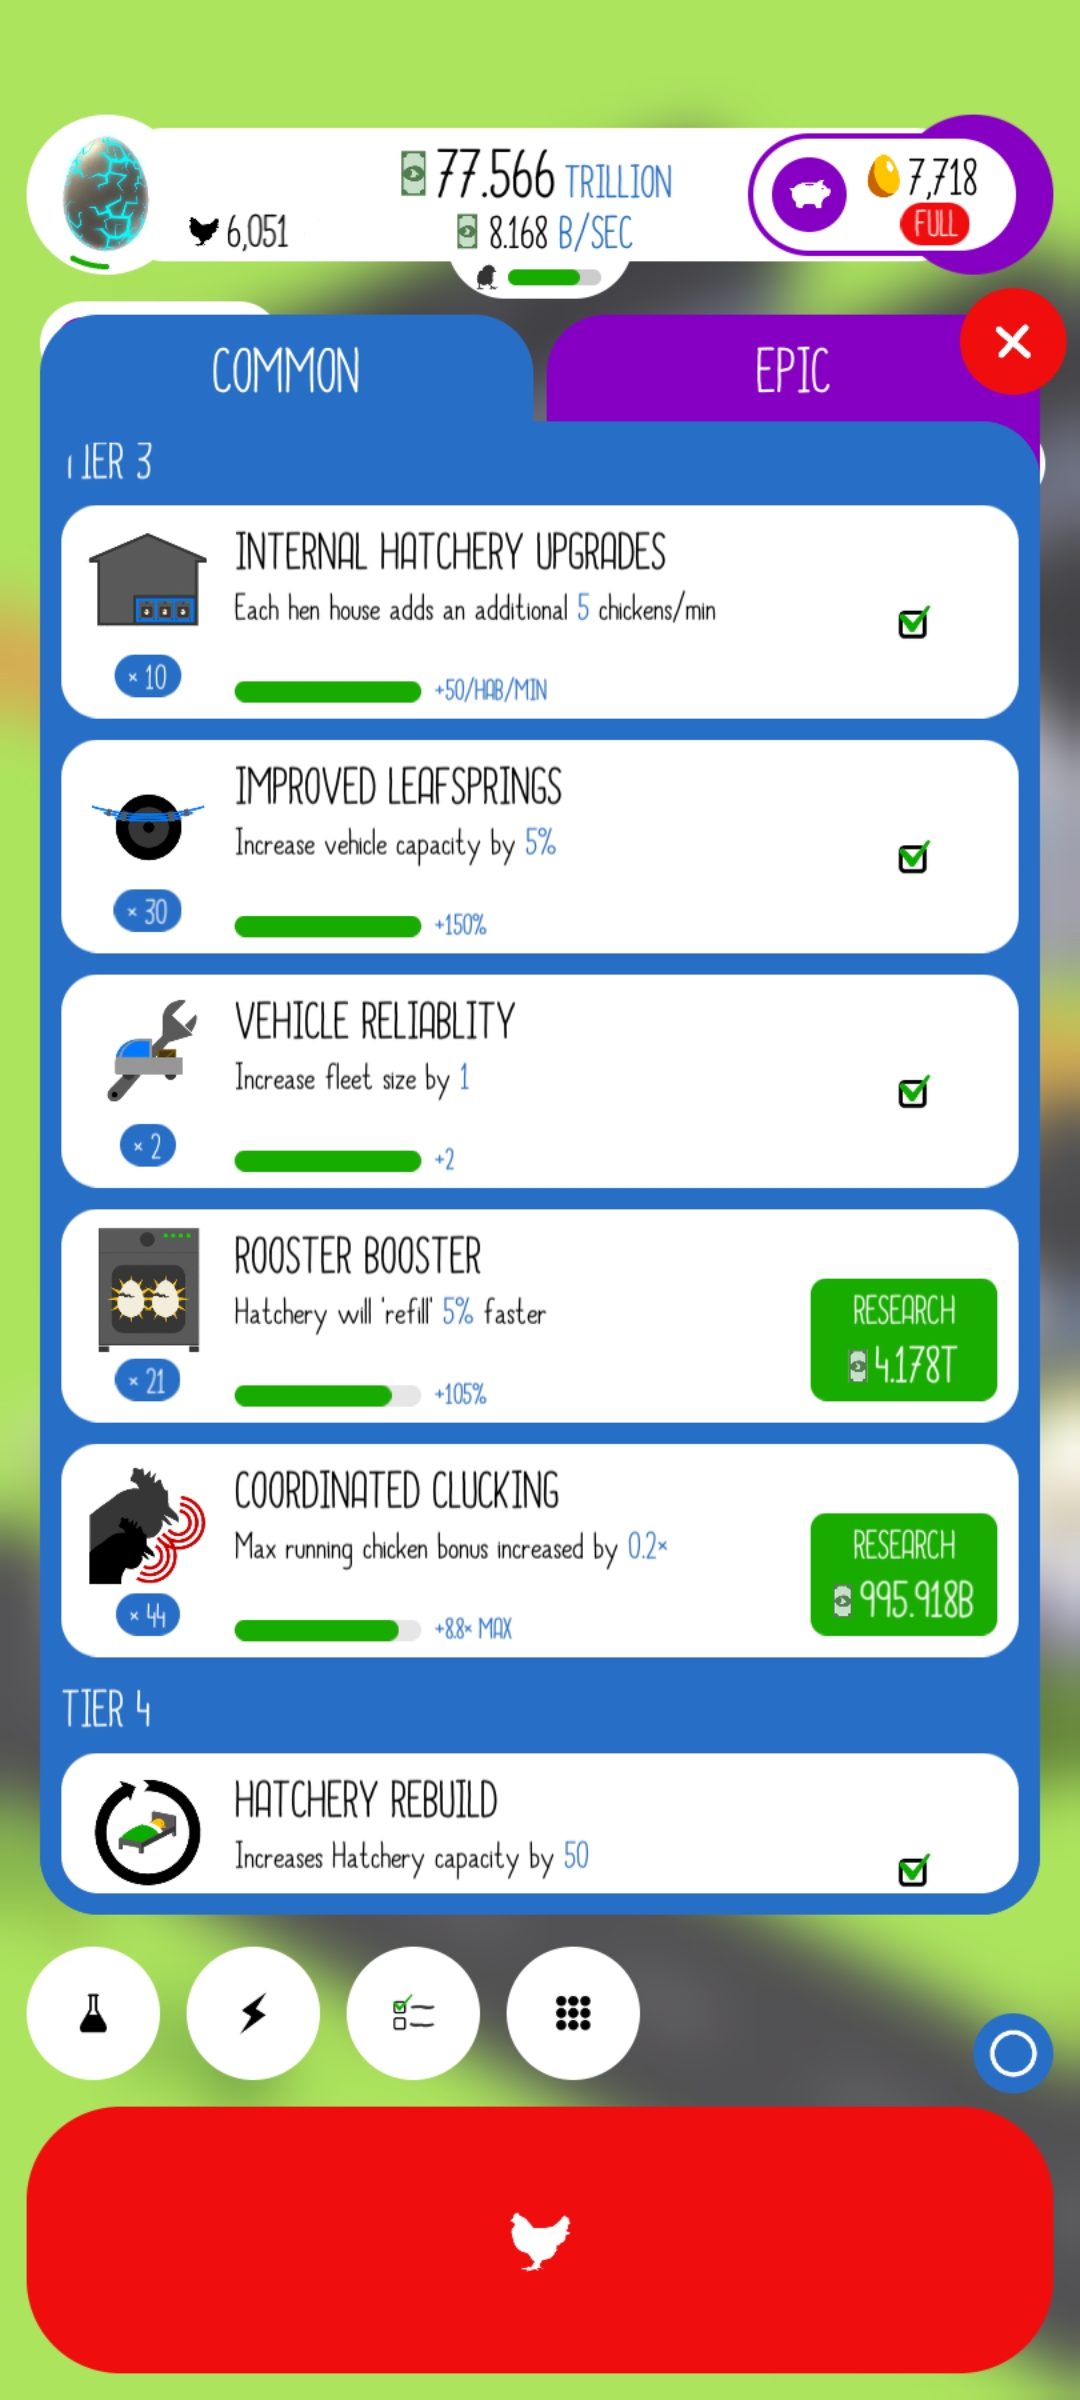 77.566 TRILLION
7,718
6,051
8.168 B/SEC
FULL
COMMON
EPIC
TIER 3
INTERNAL HATCHERY UPGRADES
Each hen house adds an additional 5 chickens/min
× 10
+50/HAB/MIN
IMPROVED LEAFSPRINGS
Increase vehicle capacity by 5%
× 30
+150%
VEHICLE RELIABLITY
Increase fleet size by 1
× 2
+2
ROOSTER BOOSTER
Hatchery will 'refill' 5% faster
RESEARCH
4.178T
× 21
+105%
COORDINATED CLUCKING
Max running chicken bonus increased by 0.2×
RESEARCH
995.918B
× 44
+8.8× MAX
TIER 4
HATCHERY REBUILD
Increases Hatchery capacity by 50